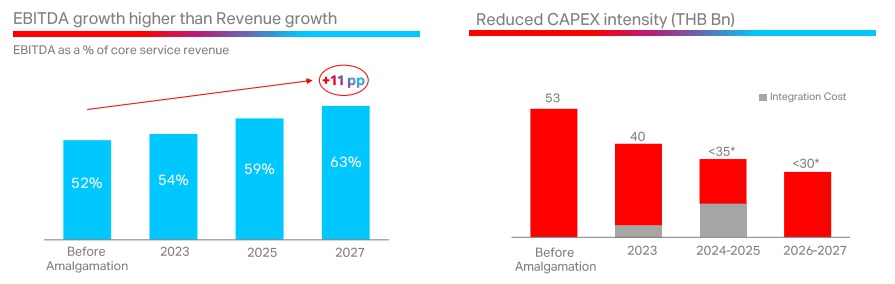 EBITDA growth higher than Revenue growth
EBITDA as a % of core service revenue
+11 pp
52%
54%
59%
63%
Before
Amalgamation
2023
2025
2027
Reduced CAPEX intensity (THB Bn)
Integration Cost
53
40
<35*
<30*
Before
Amalgamation
2023
2024-2025
2026-2027